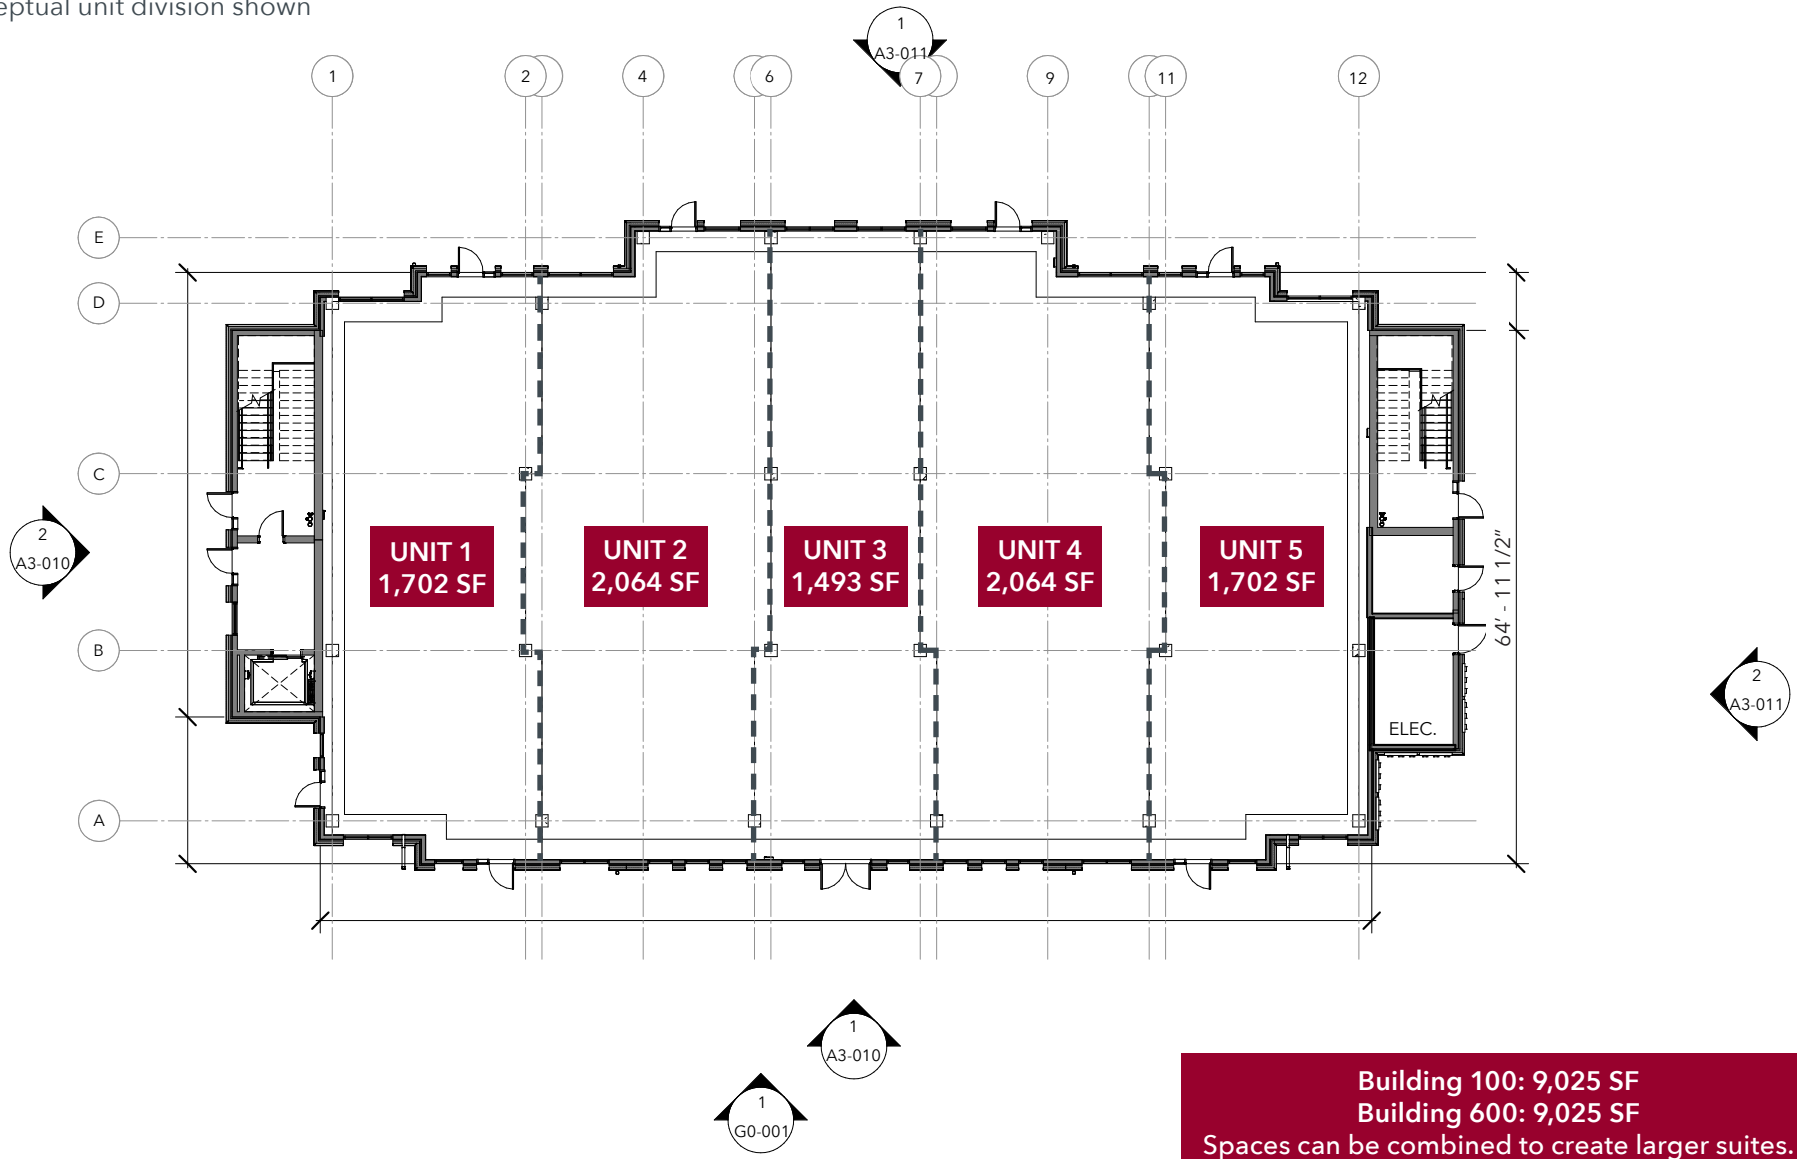 eptual unit division shown
1
A3-011
1
2
4
6
7
9
11
12
E
D
C
B
A
2
A3-010
UNIT 1
1,702 SF
UNIT 2
2,064 SF
UNIT 3
1,493 SF
UNIT 4
2,064 SF
UNIT 5
1,702 SF
64' - 11 1/2"
2
A3-011
ELEC.
1
A3-010
1
G0-001
Building 100: 9,025 SF
Building 600: 9,025 SF
Spaces can be combined to create larger suites.